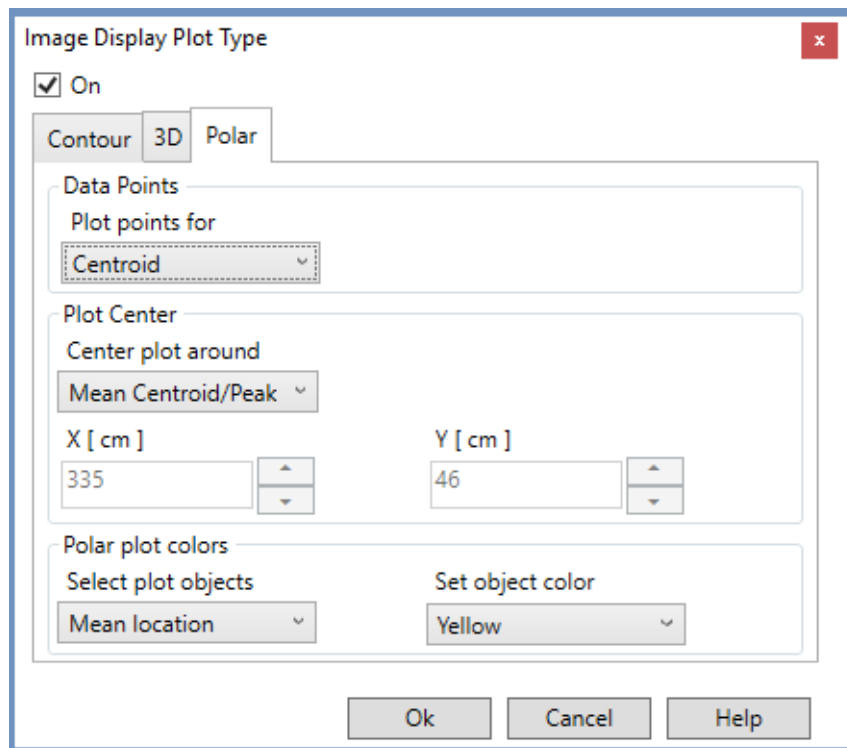 Image Display Plot Type
x
On
Contour 3D Polar
Data Points
Plot points for
Centroid
Plot Center
Center plot around
Mean Centroid/Peak
X [ cm ] Y [ cm ]
335 46
Polar plot colors
Select plot objects Set object color
Mean location Yellow
Ok Cancel Help